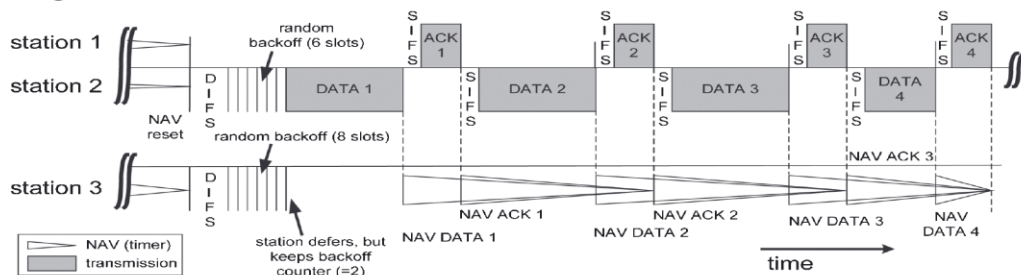 station 1
station 2
NAV
reset
D
I
F
S
random
backoff (6 slots)
DATA 1
S
I
F
S
ACK
1
S
I
F
S
DATA 2
S
I
F
S
ACK
2
S
I
F
S
DATA 3
S
I
F
S
ACK
3
S
I
F
S
DATA
4
S
I
F
S
ACK
4
random backoff (8 slots)
station 3
D
I
F
S
station defers, but
keeps backoff
counter (=2)
NAV DATA 1
NAV ACK 1
NAV DATA 2
NAV ACK 2
NAV DATA 3
NAV ACK 3
NAV
DATA 4
NAV (timer)
transmission
time